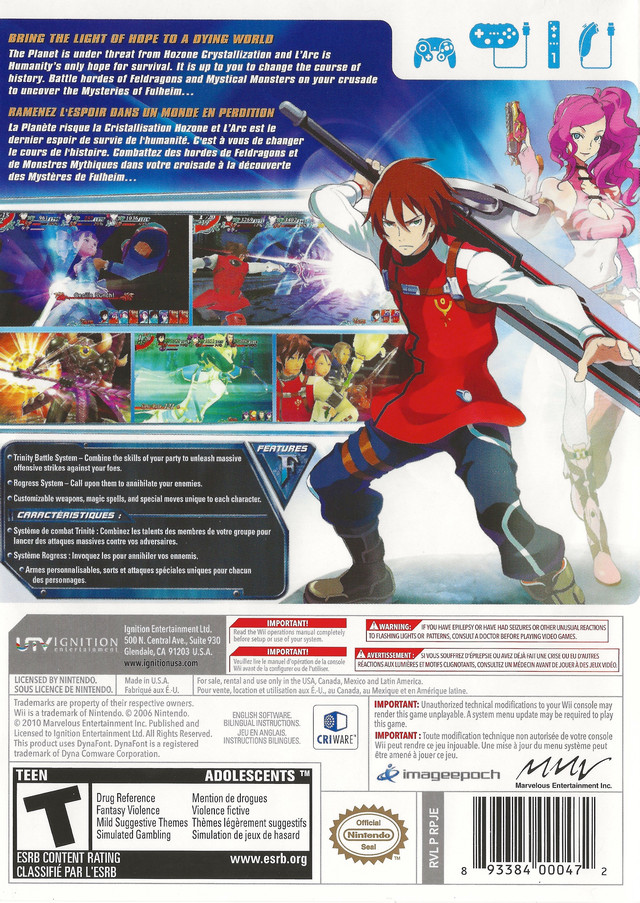 BRING THE LIGHT OF HOPE TO A DYING WORLD
The Planet is under threat from Hozone Crystallization and L'Arc is
Humanity's only hope for survival. It is up to you to change the course of
history. Battle hordes of Feldragons and Mystical Monsters on your crusade
to uncover the Mysteries of Fulheim...
RAMENEZ L'ESPOIR DANS UN MONDE EN PERDITION
La Planète risque la Cristallisation Hozone et L'Arc est le
dernier espoir de survie de l'humanité. C'est à vous de changer
le cours de l'histoire. Combattez des hordes de Feldragons et
de Monstres Mythiques dans votre croisade à la découverte
des Mystères de Fulheim...
1
FEATURES
F
• Trinity Battle System – Combine the skills of your party to unleash massive
offensive strikes against your foes.
• Rogress System – Call upon them to annihilate your enemies.
• Customizable weapons, magic spells, and special moves unique to each character.
CARACTÉRISTIQUES :
• Système de combat Trinité : Combinez les talents des membres de votre groupe pour
lancer des attaques massives contre vos adversaires.
• Système Rogress : Invoquez les pour annihiler vos ennemis.
• Armes personnalisables, sorts et attaques spéciales uniques pour chacun
des personnages.
UTV IGNITION
entertainment
Ignition Entertainment Ltd.
500 N. Central Ave., Suite 930
Glendale, CA 91203 U.S.A.
www.ignitionusa.com
IMPORTANT!
Read the Wii operations manual completely
before setup or use of your system.
IMPORTANT!
Veuillez lire le manuel d'opération de la console
Wii avant de la configurer ou de l'utiliser.
WARNING: IF YOU HAVE EPILEPSY OR HAVE HAD SEIZURES OR OTHER UNUSUAL REACTIONS
TO FLASHING LIGHTS OR PATTERNS, CONSULT A DOCTOR BEFORE PLAYING VIDEO GAMES.
AVERTISSEMENT : SI VOUS SOUFFREZ D'ÉPILEPSIE OU AVEZ DÉJÀ FAIT UNE CRISE OU EU D'AUTRES
RÉACTIONS AUX LUMIÈRES ET MOTIFS CLIGNOTANTS, CONSULTEZ UN MÉDECIN AVANT DE JOUER À DES JEUX VIDÉO.
LICENSED BY NINTENDO.
SOUS LICENCE DE NINTENDO.
Made in U.S.A.
Fabriqué aux É.-U.
For sale, rental and use only in the USA, Canada, Mexico and Latin America.
Pour vente, location et utilisation aux É.-U., au Canada, au Mexique et en Amérique latine.
Trademarks are property of their respective owners.
Wii is a trademark of Nintendo. © 2006 Nintendo.
© 2010 Marvelous Entertainment Inc. Published and
Licensed to Ignition Entertainment Ltd. All Rights Reserved.
This product uses DynaFont. DynaFont is a registered
trademark of Dyna Comware Corporation.
ENGLISH SOFTWARE.
BILINGUAL INSTRUCTIONS.
JEU EN ANGLAIS.
INSTRUCTIONS BILINGUES.
CRIWARE™
IMPORTANT: Unauthorized technical modifications to your Wii console may
render this game unplayable. A system menu update may be required to play
this game.
IMPORTANT : Toute modification technique non autorisée de votre console
Wii peut rendre ce jeu injouable. Une mise à jour du menu système peut
être amené à jouer ce jeu.
imageepoch
MMV
Marvelous Entertainment Inc.
TEEN
ADOLESCENTS ™
T
Drug Reference
Fantasy Violence
Mild Suggestive Themes
Simulated Gambling
Mention de drogues
Violence fictive
Thèmes légèrement suggestifs
Simulation de jeux de hasard
ESRB CONTENT RATING
CLASSIFIÉ PAR L'ESRB
www.esrb.org
Official
Nintendo
Seal
™
RVL P RPJE
8 93384 00047 2